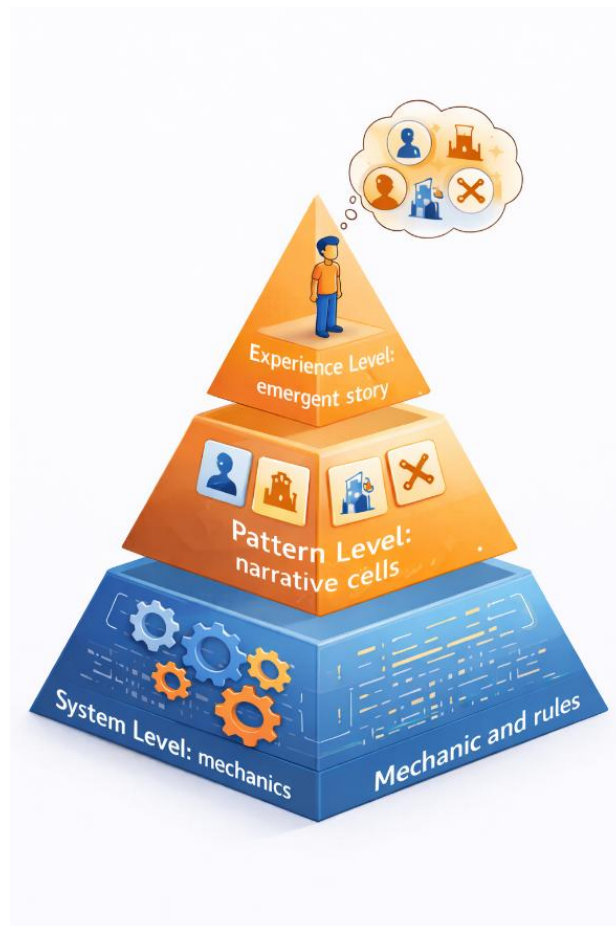 Experience Level:
emergent story
Pattern Level:
narrative cells
System Level: mechanics
Mechanic and rules